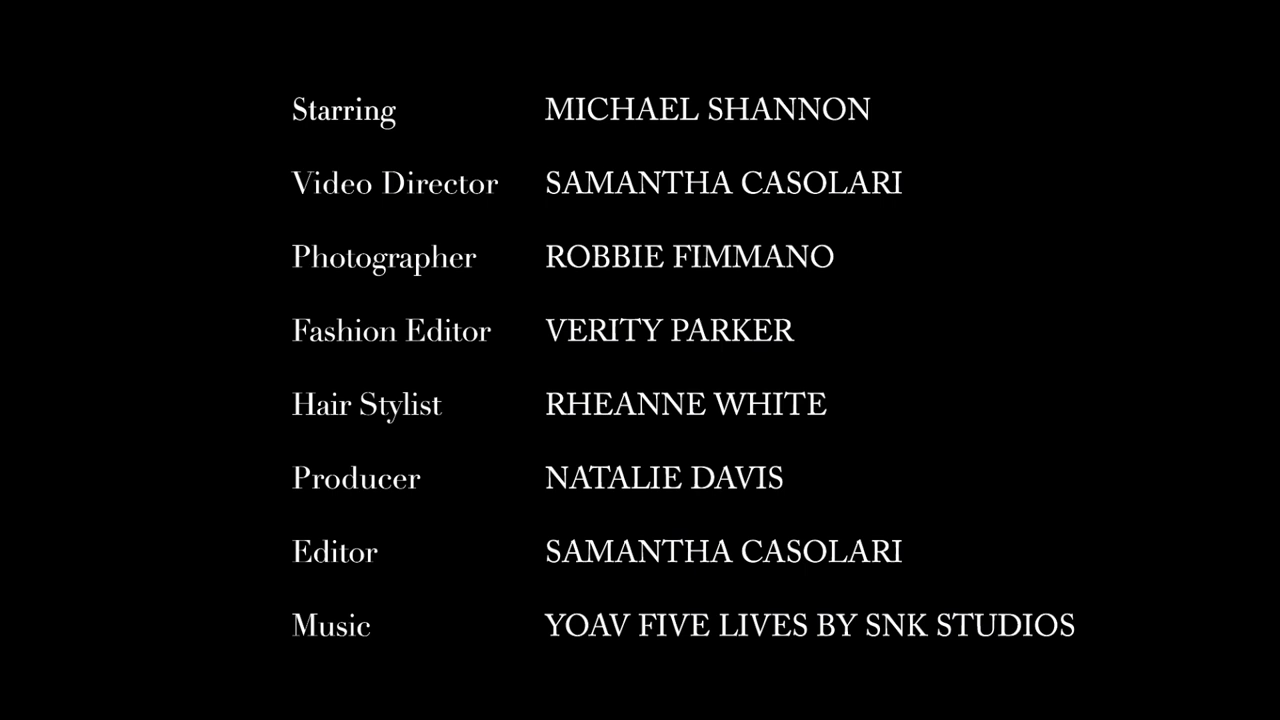 Starring MICHAEL SHANNON
Video Director SAMANTHA CASOLARI
Photographer ROBBIE FIMMANO
Fashion Editor VERITY PARKER
Hair Stylist RHEANNE WHITE
Producer NATALIE DAVIS
Editor SAMANTHA CASOLARI
Music YOAV FIVE LIVES BY SNK STUDIOS